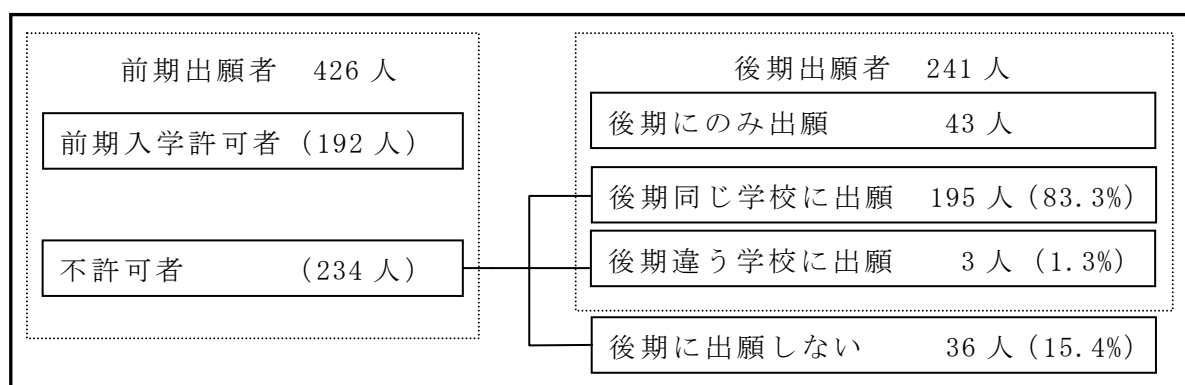 前期出願者 426人
前期入学許可者(192人)
不許可者 (234人)
後期出願者 241人
後期にのみ出願 43人
後期同じ学校に出願 195人(83.3%)
後期違う学校に出願 3人(1.3%)
後期に出願しない 36人(15.4%)